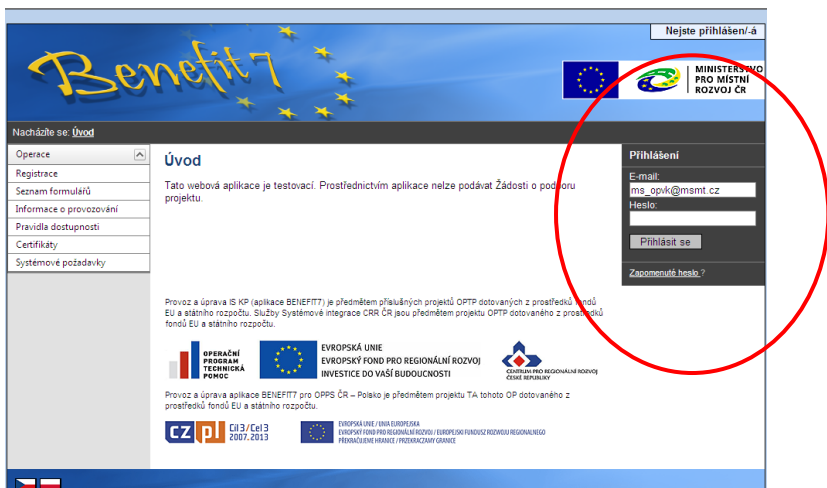 Nejste přihlášen/-á
Benefit7
MINISTERSTVO
PRO MÍSTNÍ
ROZVOJ ČR
Nacházíte se: Úvod
Operace
Registrace
Seznam formulářů
Informace o provozování
Pravidla dostupnosti
Certifikáty
Systémové požadavky
Úvod
Tato webová aplikace je testovací. Prostřednictvím aplikace nelze podávat Žádosti o podporu
projektu.
Přihlášení
E-mail:
ms_opvk@msmt.cz
Heslo:
Přihlásit se
Zapomenuté heslo ?
Provoz a úprava IS KP (aplikace BENEFIT7) je předmětem příslušných projektů OPTP dotovaných z prostředků fondů
EU a státního rozpočtu. Služby Systémové integrace CRR ČR jsou předmětem projektu OPTP dotovaného z prostředků
fondů EU a státního rozpočtu.
OPERAČNÍ
PROGRAM
TECHNICKÁ
POMOC
EVROPSKÁ UNIE
EVROPSKÝ FOND PRO REGIONÁLNÍ ROZVOJ
INVESTICE DO VAŠÍ BUDOUCNOSTI
CENTRUM PRO REGIONÁLNÍ ROZVOJ
ČESKÉ REPUBLIKY
Provoz a úprava aplikace BENEFIT7 pro OPPS ČR – Polsko je předmětem projektu TA tohoto OP dotovaného z
prostředků fondů EU a státního rozpočtu.
CZ pl Cíl 3 / Cel 3
2007.2013
EVROPSKÁ UNIE / UNIA EUROPEJSKA
EVROPSKÝ FOND PRO REGIONÁLNÍ ROZVOJ / EUROPEJSKI FUNDUSZ ROZWOJU REGIONALNEGO
PŘEKRAČUJEME HRANICE / PRZEKRACZAMY GRANICE